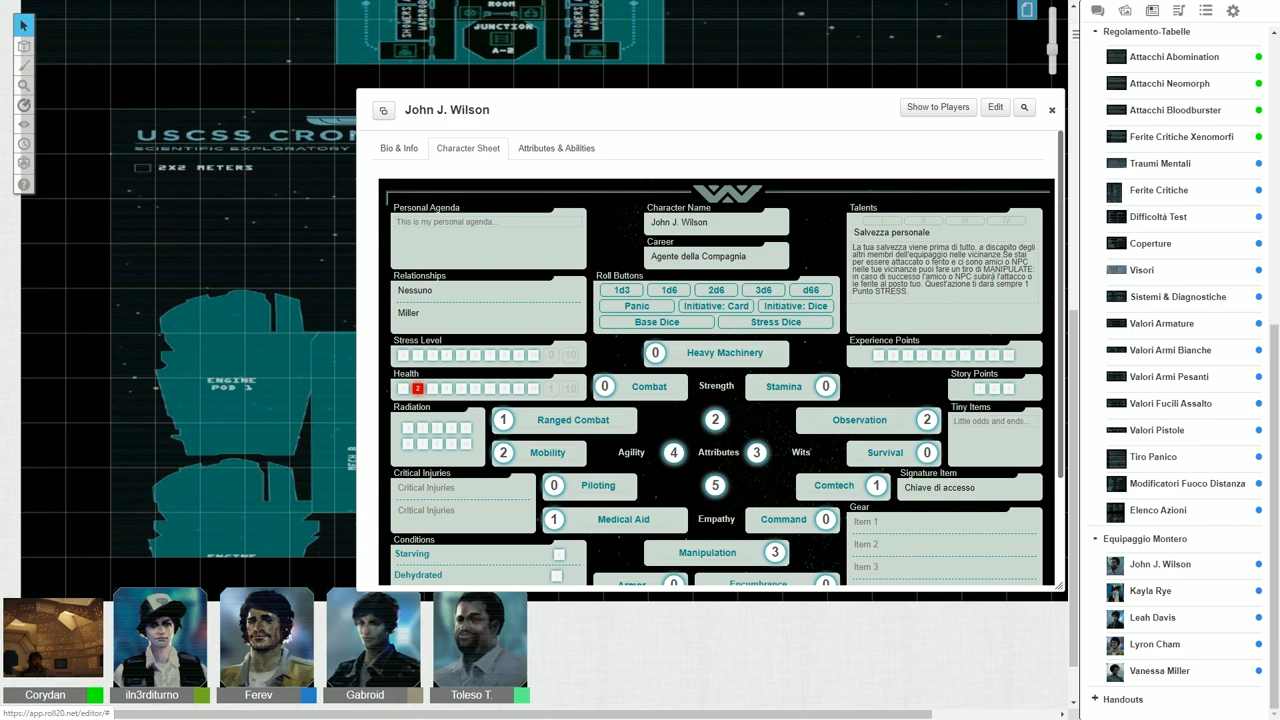 ROOM
SHOWERS
WARDROBE
JUNCTION
A-2
SHOWERS
WARDROBE
USCSS CRON
SCIENTIFIC EXPLORATORY
2X2 METERS
ENGINE
POD 3
ENGINE
John J. Wilson
Show to Players
Edit
Bio & Info
Character Sheet
Attributes & Abilities
Personal Agenda
This is my personal agenda...
Character Name
John J. Wilson
Career
Agente della Compagnia
Talents
I II III IV
Salvezza personale
La tua salvezza viene prima di tutto, a discapito degli
altri membri dell'equipaggio nelle vicinanze.Se stai
per essere attaccato o ferito e ci sono amici o NPC
nelle tue vicinanze puoi fare un tiro di MANIPULATE:
in caso di successo l'amico o NPC subirà l'attacco o
le ferite al posto tuo. Quest'azione ti darà sempre 1
Punto STRESS.
Relationships
Nessuno
Miller
Roll Buttons
1d3 1d6 2d6 3d6 d66
Panic Initiative: Card Initiative: Dice
Base Dice Stress Dice
Stress Level
0 10
0 Heavy Machinery
Experience Points
Health
2 1 10
0 Combat
Strength
Stamina 0
Story Points
Radiation
1 Ranged Combat
2
Observation 2
Tiny Items
Little odds and ends...
2 Mobility
Agility 4 Attributes 3 Wits
Survival 0
Critical Injuries
Critical Injuries
Critical Injuries
0 Piloting
5
Comtech 1
Signature Item
Chiave di accesso
1 Medical Aid
Empathy
Command 0
Gear
Item 1
Item 2
Item 3
Conditions
Starving
Dehydrated
Manipulation 3
Armor 0
Encumbrance 0
Corydan
iln3rditurno
Ferev
Gabroid
Toleso T.
https://app.roll20.net/editor/#
Regolamento-Tabelle
Attacchi Abomination
Attacchi Neomorph
Attacchi Bloodburster
Ferite Critiche Xenomorfi
Traumi Mentali
Ferite Critiche
Difficoltà Test
Coperture
Visori
Sistemi & Diagnostiche
Valori Armature
Valori Armi Bianche
Valori Armi Pesanti
Valori Fucili Assalto
Valori Pistole
Tiro Panico
Modificatori Fuoco Distanza
Elenco Azioni
Equipaggio Montero
John J. Wilson
Kayla Rye
Leah Davis
Lyron Cham
Vanessa Miller
Handouts